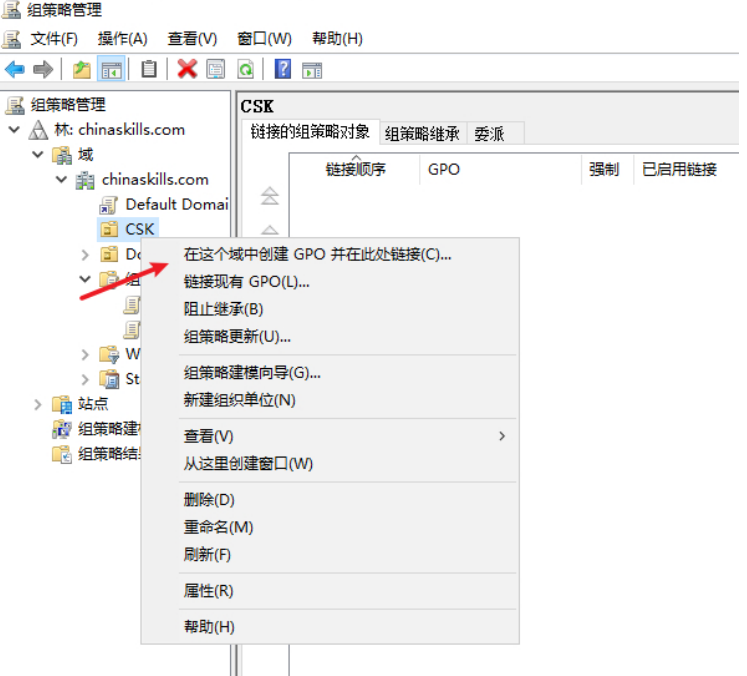 组策略管理
文件(F) 操作(A) 查看(V) 窗口(W) 帮助(H)
组策略管理
林: chinaskills.com
域
chinaskills.com
Default Domai
CSK
Do
组
W
St
站点
组策略建模
组策略结
CSK
链接的组策略对象 组策略继承 委派
链接顺序 GPO 强制 已启用链接
在这个域中创建 GPO 并在此处链接(C)...
链接现有 GPO(L)...
阻止继承(B)
组策略更新(U)...
组策略建模向导(G)...
新建组织单位(N)
查看(V)
从这里创建窗口(W)
删除(D)
重命名(M)
刷新(F)
属性(R)
帮助(H)